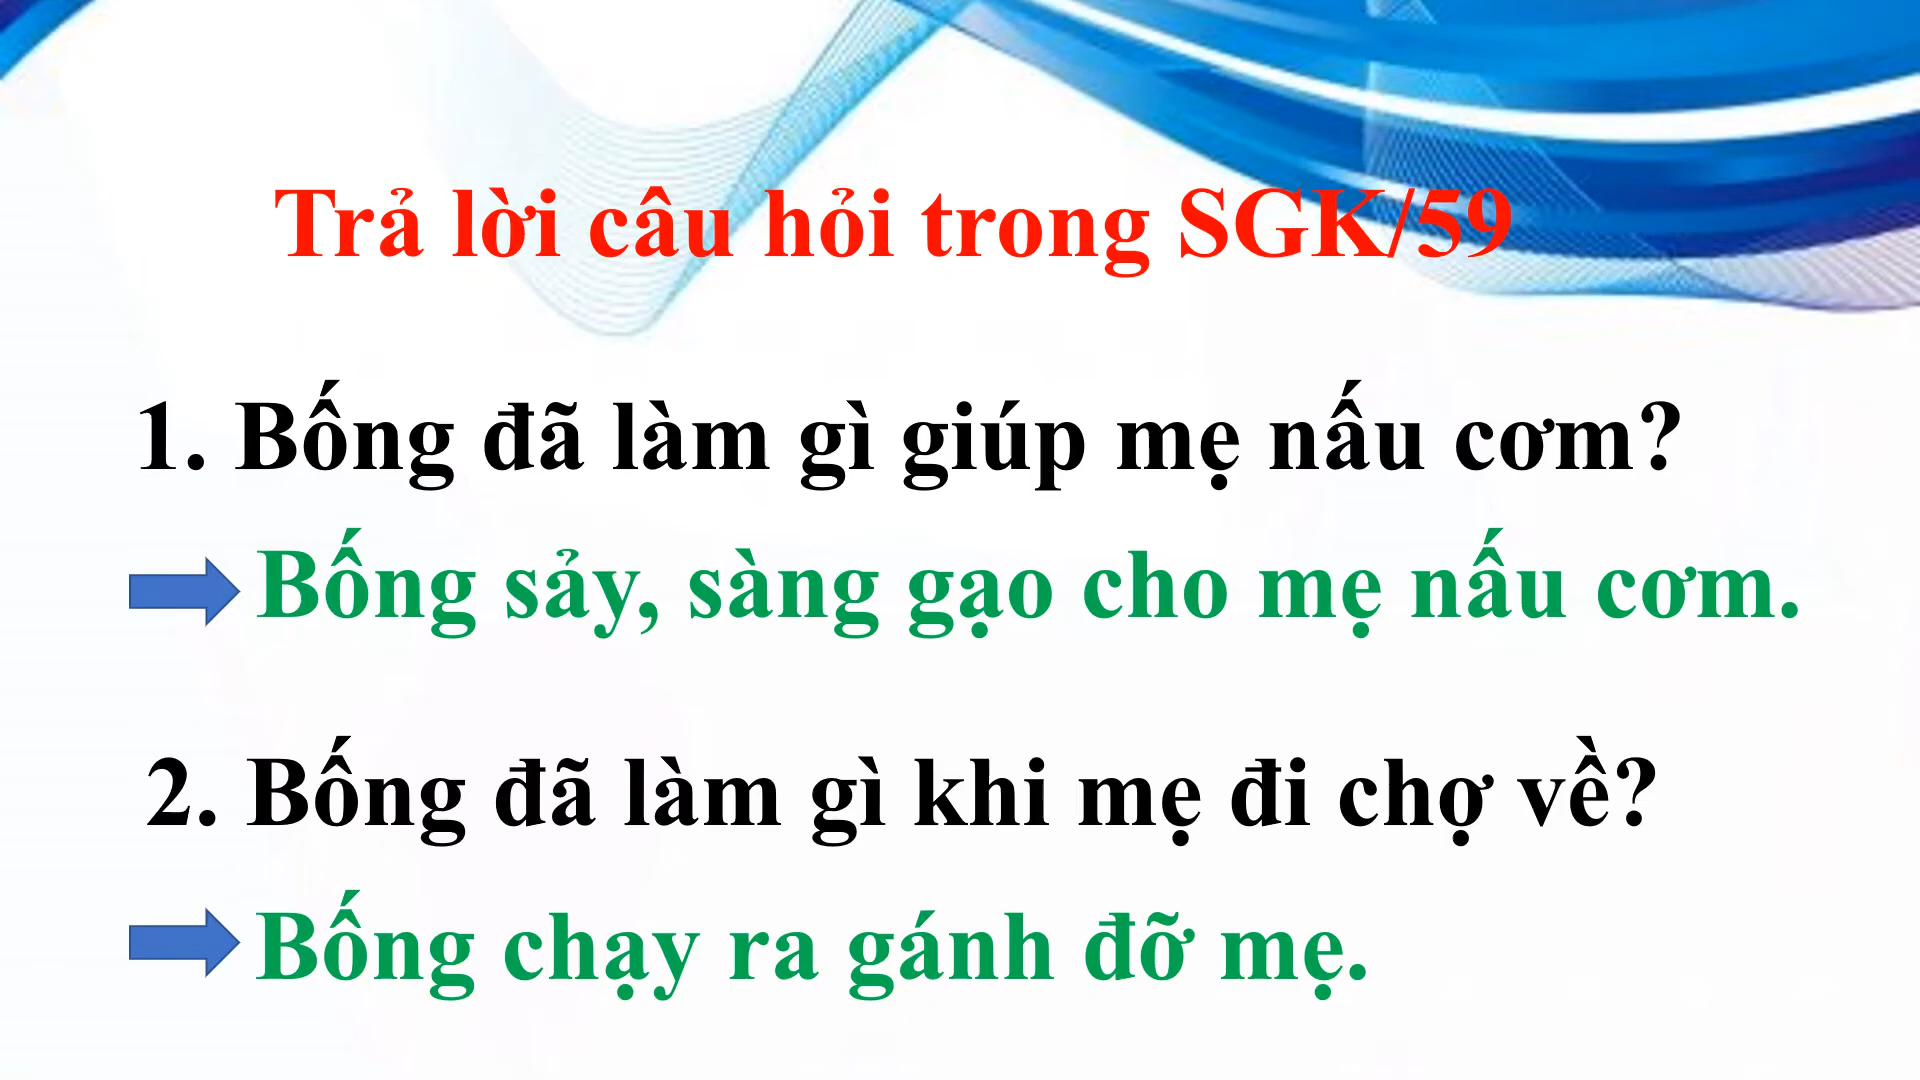 Trả lời câu hỏi trong SGK/59
1. Bống đã làm gì giúp mẹ nấu cơm?
Bống sảy, sàng gạo cho mẹ nấu cơm.
2. Bống đã làm gì khi mẹ đi chợ về?
Bống chạy ra gánh đỡ mẹ.